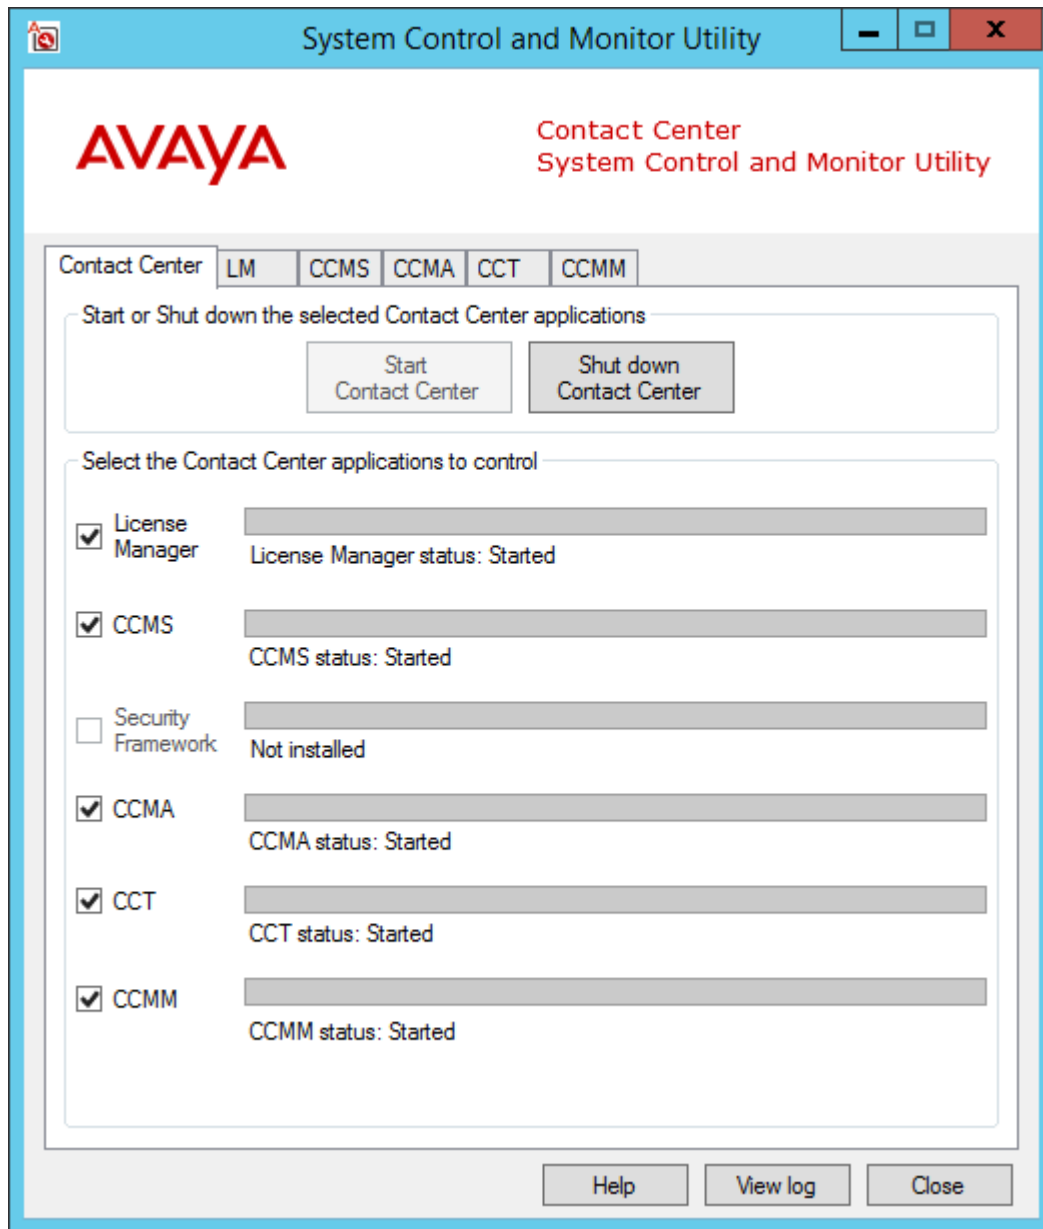 System Control and Monitor Utility
AVAYA
Contact Center
System Control and Monitor Utility
Contact Center LM CCMS CCMA CCT CCMM
Start or Shut down the selected Contact Center applications
Start
Contact Center
Shut down
Contact Center
Select the Contact Center applications to control
License
Manager
License Manager status: Started
CCMS
CCMS status: Started
Security
Framework
Not installed
CCMA
CCMA status: Started
CCT
CCT status: Started
CCMM
CCMM status: Started
Help View log Close